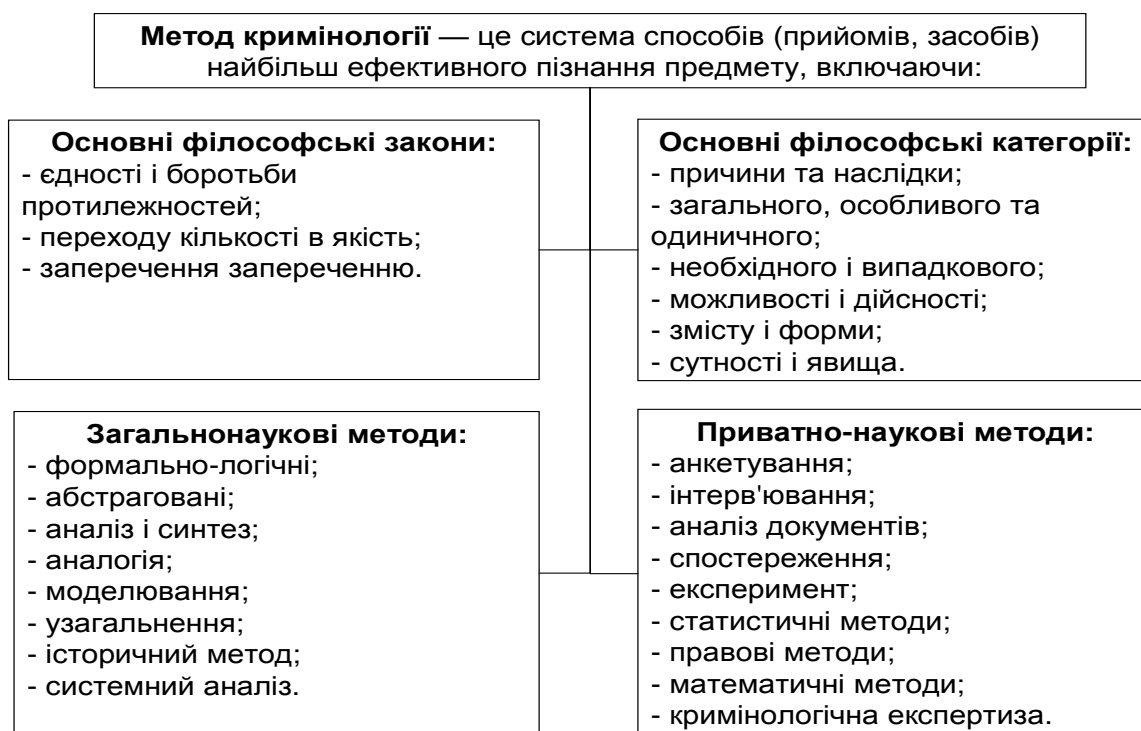 Метод кримінології — це система способів (прийомів, засобів)
найбільш ефективного пізнання предмету, включаючи:
Основні філософські закони:
- єдності і боротьби
протилежностей;
- переходу кількості в якість;
- заперечення запереченню.
Основні філософські категорії:
- причини та наслідки;
- загального, особливого та
одиничного;
- необхідного і випадкового;
- можливості і дійсності;
- змісту і форми;
- сутності і явища.
Загальнонаукові методи:
- формально-логічні;
- абстраговані;
- аналіз і синтез;
- аналогія;
- моделювання;
- узагальнення;
- історичний метод;
- системний аналіз.
Приватно-наукові методи:
- анкетування;
- інтерв'ювання;
- аналіз документів;
- спостереження;
- експеримент;
- статистичні методи;
- правові методи;
- математичні методи;
- кримінологічна експертиза.